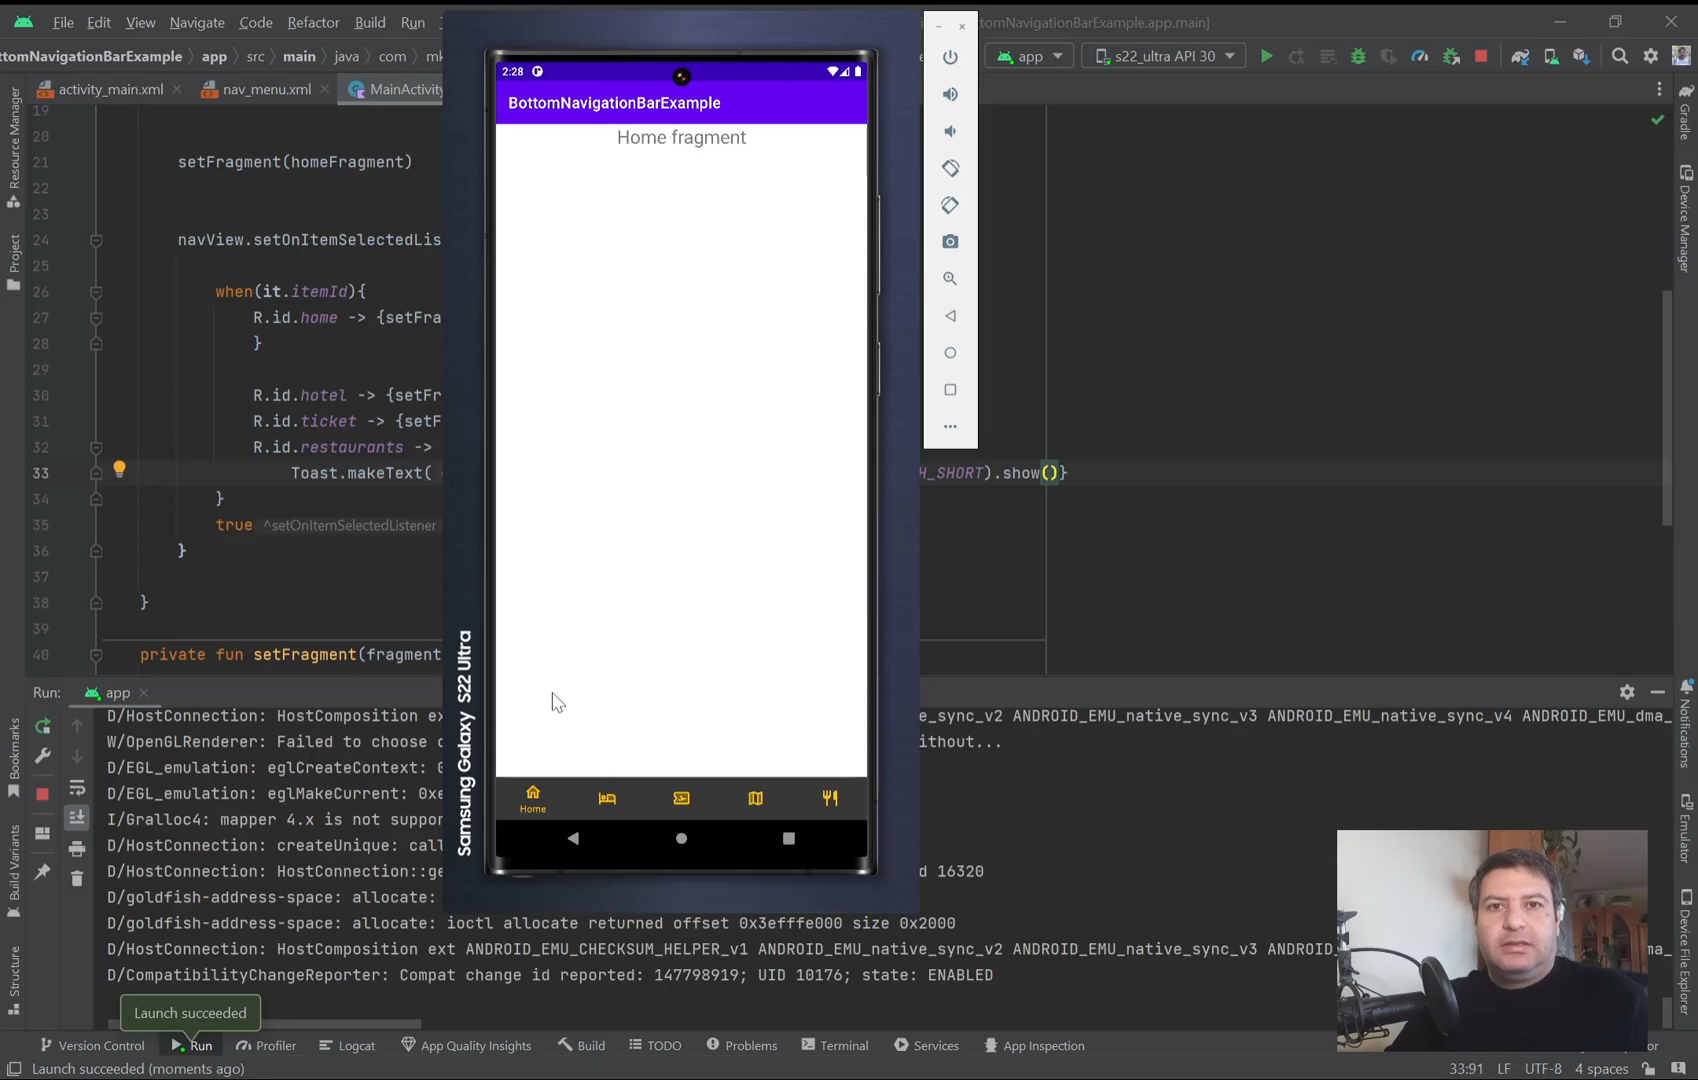 File Edit View Navigate Code Refactor Build Run
ottomNavigationBarExample.app.main]
ottomNavigationBarExample app src main java com mk
app
s22_ultra API 30
activity_main.xml
nav_menu.xml
MainActivity
19
20
21 setFragment(homeFragment)
22
23
24 navView.setOnItemSelectedLis
25
26 when(it.itemId){
27 R.id.home -> {setFra
28 }
29
30 R.id.hotel -> {setFr
31 R.id.ticket -> {setF
32 R.id.restaurants ->
33 Toast.makeText( H_SHORT).show()}
34 }
35 true ^setOnItemSelectedListener
36 }
37
38 }
39
40 private fun setFragment(fragment
2:28
BottomNavigationBarExample
Home fragment
Home
Samsung Galaxy S22 Ultra
Resource Manager
Project
Bookmarks
Build Variants
Structure
Gradle
Device Manager
Notifications
Emulator
Device File Explorer
Run: app
D/HostConnection: HostComposition ex e_sync_v2 ANDROID_EMU_native_sync_v3 ANDROID_EMU_native_sync_v4 ANDROID_EMU_dma_
W/OpenGLRenderer: Failed to choose ithout...
D/EGL_emulation: eglCreateContext:
D/EGL_emulation: eglMakeCurrent: 0xe
I/Gralloc4: mapper 4.x is not suppor
D/HostConnection: createUnique: call
D/HostConnection: HostConnection::ge d 16320
D/goldfish-address-space: allocate:
D/goldfish-address-space: allocate: ioctl allocate returned offset 0x3efffe000 size 0x2000
D/HostConnection: HostComposition ext ANDROID_EMU_CHECKSUM_HELPER_v1 ANDROID_EMU_native_sync_v2 ANDROID_EMU_native_sync_v3 ANDROID_
D/CompatibilityChangeReporter: Compat change id reported: 147798919; UID 10176; state: ENABLED
Launch succeeded
Version Control Run Profiler Logcat App Quality Insights Build TODO Problems Terminal Services App Inspection
Launch succeeded (moments ago)
33:91 LF UTF-8 4 spaces